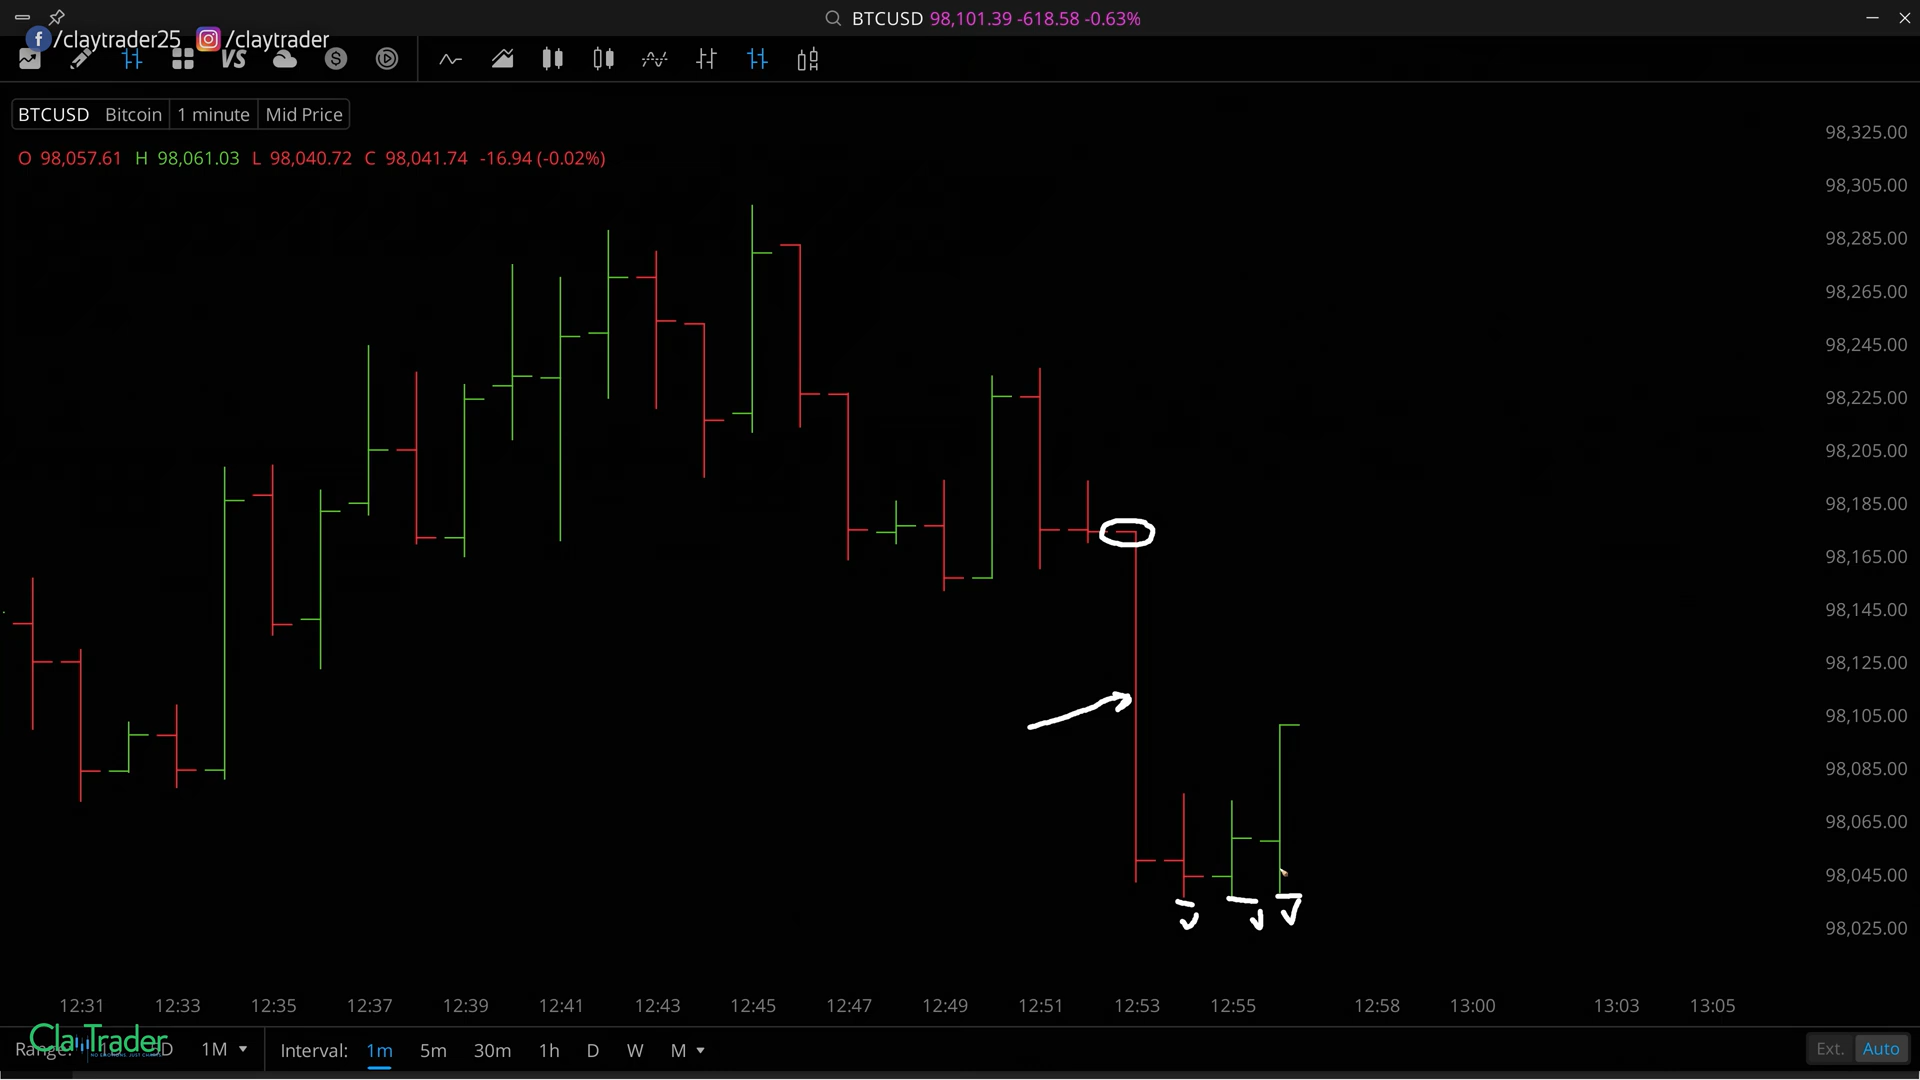 BTCUSD 98,101.39 -618.58 -0.63%
/claytrader25 /claytrader
VS
BTCUSD Bitcoin 1 minute Mid Price
O 98,057.61 H 98,061.03 L 98,040.72 C 98,041.74 -16.94 (-0.02%)
98,325.00
98,305.00
98,285.00
98,265.00
98,245.00
98,225.00
98,205.00
98,185.00
98,165.00
98,145.00
98,125.00
98,105.00
98,085.00
98,065.00
98,045.00
98,025.00
12:31 12:33 12:35 12:37 12:39 12:41 12:43 12:45 12:47 12:49 12:51 12:53 12:55 12:58 13:00 13:03 13:05
ClayTrader
Range: 1M Interval: 1m 5m 30m 1h D W M Ext. Auto